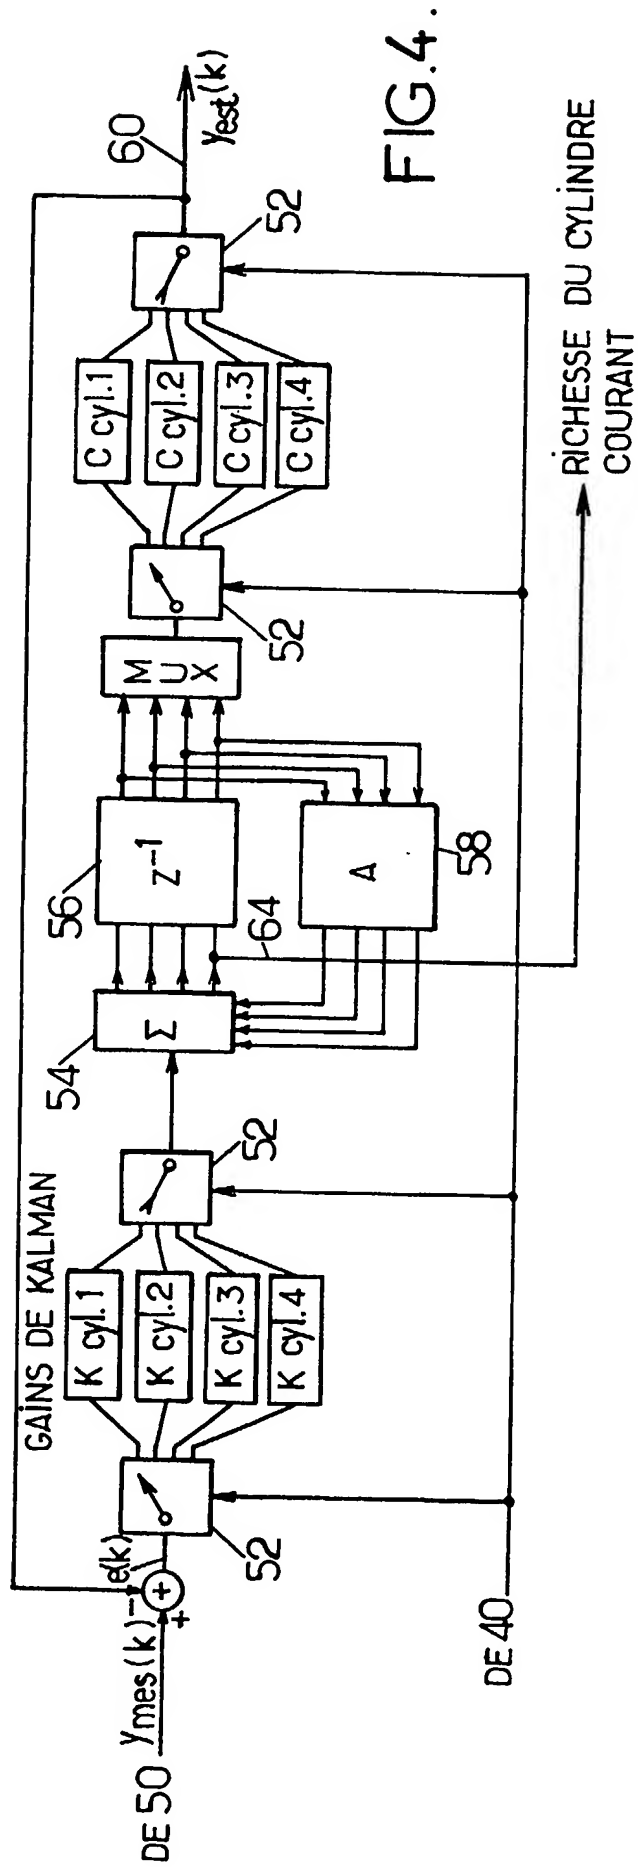 FIG.4.
GAINS DE KALMAN
DE 50
Ymes(k)
+
−
+
e(k)
52
K cyl.1
K cyl.2
K cyl.3
K cyl.4
52
54
Σ
56
z⁻¹
64
A
58
MUX
52
C cyl.1
C cyl.2
C cyl.3
C cyl.4
52
60
Yest(k)
DE 40
RICHESSE DU CYLINDRE
COURANT